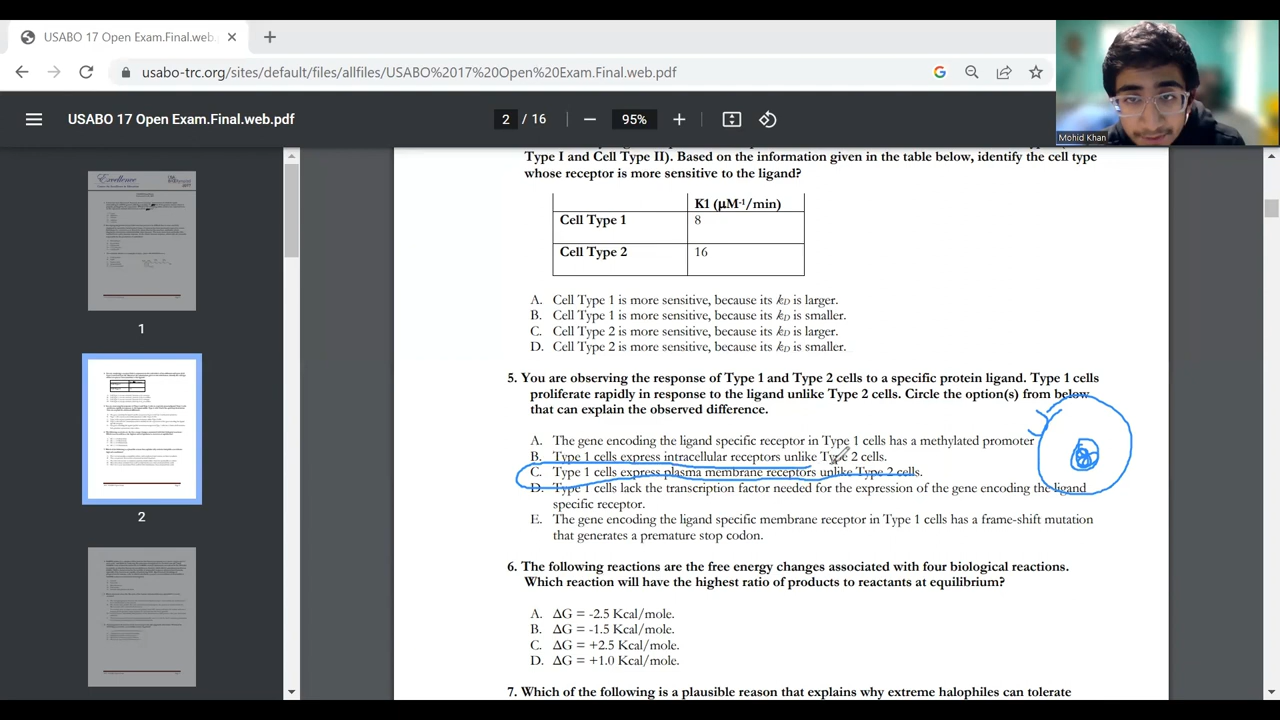 USABO 17 Open Exam.Final.web.
usabo-trc.org/sites/default/files/allfiles/USABO%2017%20Open%20Exam.Final.web.pdf
USABO 17 Open Exam.Final.web.pdf
2 / 16
95%
Mohid Khan
Type I and Cell Type II). Based on the information given in the table below, identify the cell type
whose receptor is more sensitive to the ligand?
K1 (µM-1/min)
Cell Type 1 8
Cell Type 2 16
A. Cell Type 1 is more sensitive, because its kD is larger.
B. Cell Type 1 is more sensitive, because its kD is smaller.
C. Cell Type 2 is more sensitive, because its kD is larger.
D. Cell Type 2 is more sensitive, because its kD is smaller.
5. You are observing the response of Type 1 and Type 2 cells to a specific protein ligand. Type 1 cells
proliferate rapidly in response to the ligand unlike Type 2 cells. Circle the option(s) from below
that can explain the observed difference.
A. The gene encoding the ligand specific receptor in Type 1 cells has a methylated promoter
B. Type 1 cells express intracellular receptors unlike Type 2 cells.
C. Type 1 cells express plasma membrane receptors unlike Type 2 cells.
D. Type 1 cells lack the transcription factor needed for the expression of the gene encoding the ligand
specific receptor.
E. The gene encoding the ligand specific membrane receptor in Type 1 cells has a frame-shift mutation
that generates a premature stop codon.
6. The following reactions are the free energy changes associated with four biological reactions.
Which reaction will have the highest ratio of products to reactants at equilibrium?
A. ΔG = -2.5 Kcal/mole.
B. ΔG = -1.5 Kcal/mole.
C. ΔG = +2.5 Kcal/mole.
D. ΔG = +1.0 Kcal/mole.
7. Which of the following is a plausible reason that explains why extreme halophiles can tolerate
1
2